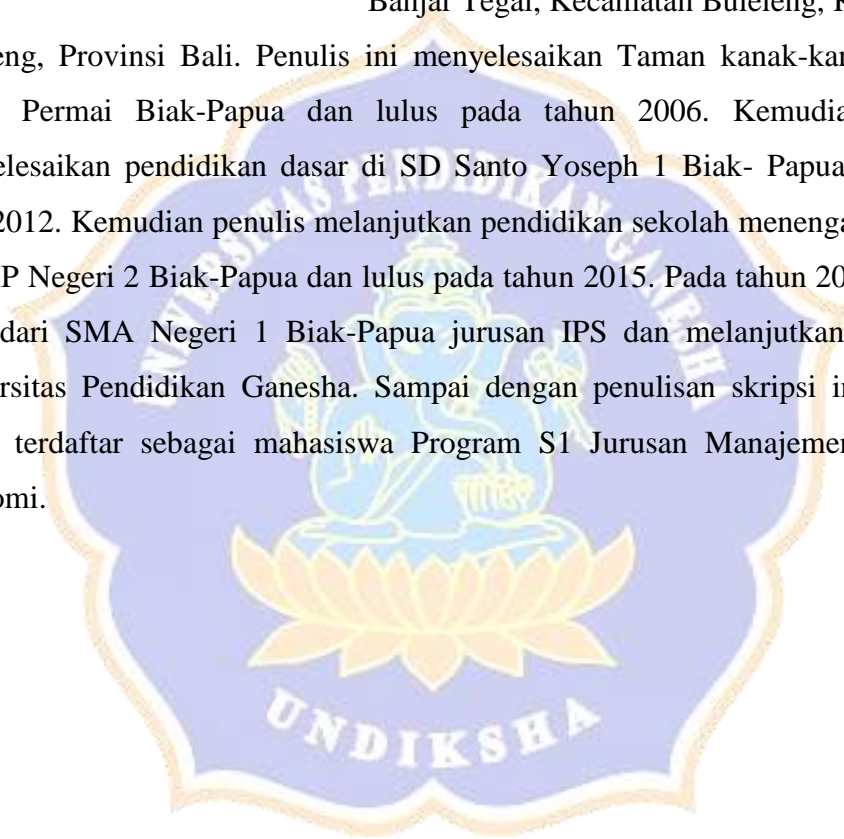 Banjar Tegal, Kecamatan Buleleng, K
eng, Provinsi Bali. Penulis ini menyelesaikan Taman kanak-kan
Permai Biak-Papua dan lulus pada tahun 2006. Kemudia
elesaikan pendidikan dasar di SD Santo Yoseph 1 Biak- Papua
2012. Kemudian penulis melanjutkan pendidikan sekolah menenga
P Negeri 2 Biak-Papua dan lulus pada tahun 2015. Pada tahun 20
dari SMA Negeri 1 Biak-Papua jurusan IPS dan melanjutkan
rsitas Pendidikan Ganesha. Sampai dengan penulisan skripsi in
terdaftar sebagai mahasiswa Program S1 Jurusan Manajemen
omi.
UNIVERSITAS PENDIDIKAN GANESHA
UNDIKSHA